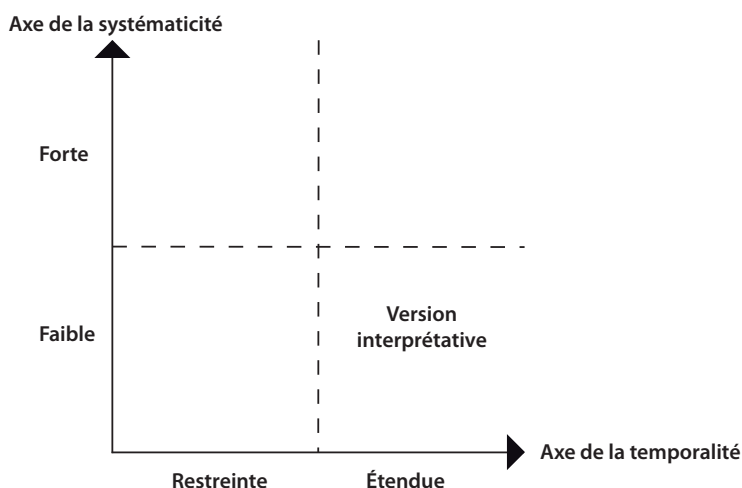 Axe de la systématicité
Forte
Faible
Version
interprétative
Axe de la temporalité
Restreinte
Étendue